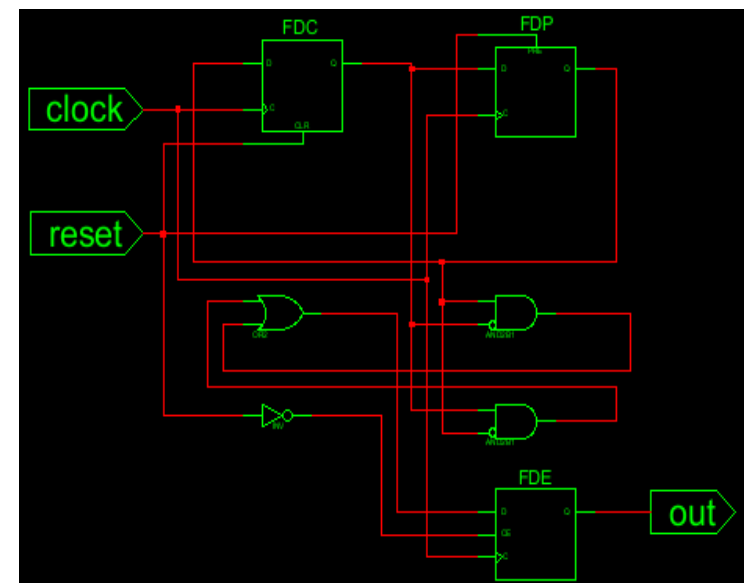 FDC
FDP
D
Q
PRE
D
Q
clock
C
C
CLR
reset
OR2
AND2B1
INV
AND2B1
FDE
D
Q
out
CE
C